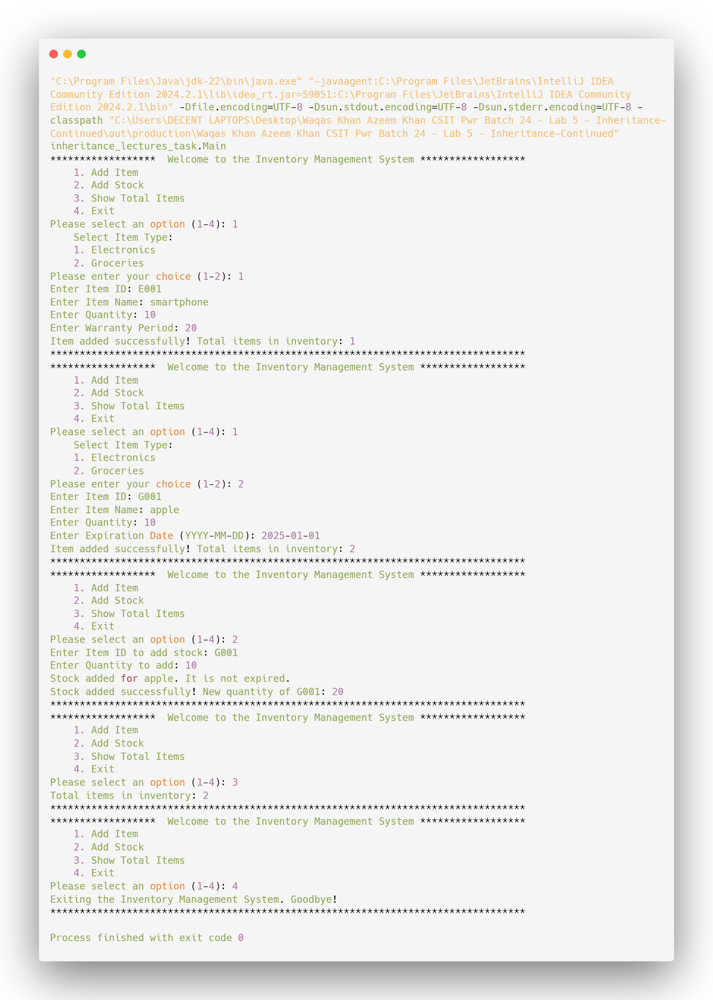 "C:\Program Files\Java\jdk-22\bin\java.exe" "-javaagent:C:\Program Files\JetBrains\IntelliJ IDEA
Community Edition 2024.2.1\lib\idea_rt.jar=59051:C:\Program Files\JetBrains\IntelliJ IDEA Community
Edition 2024.2.1\bin" -Dfile.encoding=UTF-8 -Dsun.stdout.encoding=UTF-8 -Dsun.stderr.encoding=UTF-8 -
classpath "C:\Users\DECENT LAPTOPS\Desktop\Waqas Khan Azeem Khan CSIT Pwr Batch 24 - Lab 5 - Inheritance-
Continued\out\production\Waqas Khan Azeem Khan CSIT Pwr Batch 24 - Lab 5 - Inheritance-Continued"
inheritance_lectures_task.Main
******************  Welcome to the Inventory Management System ******************
    1. Add Item
    2. Add Stock
    3. Show Total Items
    4. Exit
Please select an option (1-4): 1
    Select Item Type:
    1. Electronics
    2. Groceries
Please enter your choice (1-2): 1
Enter Item ID: E001
Enter Item Name: smartphone
Enter Quantity: 10
Enter Warranty Period: 20
Item added successfully! Total items in inventory: 1
*********************************************************************************
******************  Welcome to the Inventory Management System ******************
    1. Add Item
    2. Add Stock
    3. Show Total Items
    4. Exit
Please select an option (1-4): 1
    Select Item Type:
    1. Electronics
    2. Groceries
Please enter your choice (1-2): 2
Enter Item ID: G001
Enter Item Name: apple
Enter Quantity: 10
Enter Expiration Date (YYYY-MM-DD): 2025-01-01
Item added successfully! Total items in inventory: 2
*********************************************************************************
******************  Welcome to the Inventory Management System ******************
    1. Add Item
    2. Add Stock
    3. Show Total Items
    4. Exit
Please select an option (1-4): 2
Enter Item ID to add stock: G001
Enter Quantity to add: 10
Stock added for apple. It is not expired.
Stock added successfully! New quantity of G001: 20
*********************************************************************************
******************  Welcome to the Inventory Management System ******************
    1. Add Item
    2. Add Stock
    3. Show Total Items
    4. Exit
Please select an option (1-4): 3
Total items in inventory: 2
*********************************************************************************
******************  Welcome to the Inventory Management System ******************
    1. Add Item
    2. Add Stock
    3. Show Total Items
    4. Exit
Please select an option (1-4): 4
Exiting the Inventory Management System. Goodbye!
*********************************************************************************

Process finished with exit code 0